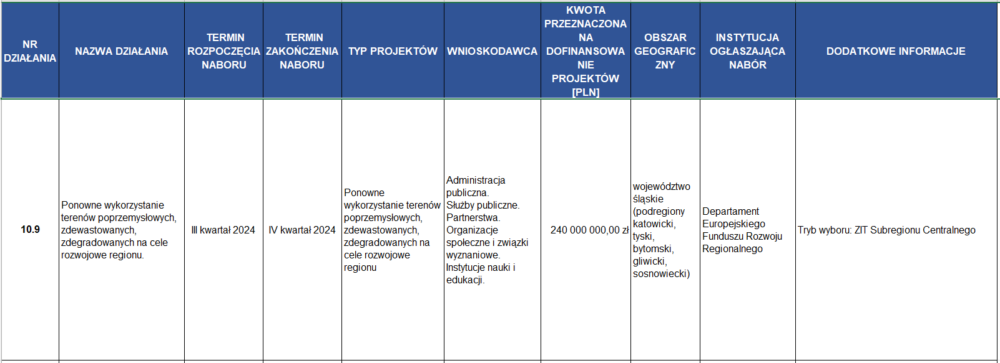 NR
DZIAŁANIA
NAZWA DZIAŁANIA
TERMIN
ROZPOCZĘCIA
NABORU
TERMIN
ZAKOŃCZENIA
NABORU
TYP PROJEKTÓW
WNIOSKODAWCA
KWOTA
PRZEZNACZONA
NA
DOFINANSOWA
NIE
PROJEKTÓW
[PLN]
OBSZAR
GEOGRAFIC
ZNY
INSTYTUCJA
OGŁASZAJĄCA
NABÓR
DODATKOWE INFORMACJE
10.9
Ponowne wykorzystanie
terenów poprzemysłowych,
zdewastowanych,
zdegradowanych na cele
rozwojowe regionu.
III kwartał 2024
IV kwartał 2024
Ponowne
wykorzystanie terenów
poprzemysłowych,
zdewastowanych,
zdegradowanych na
cele rozwojowe
regionu
Administracja
publiczna.
Służby publiczne.
Partnerstwa.
Organizacje
społeczne i związki
wyznaniowe.
Instytucje nauki i
edukacji.
240 000 000,00 zł
województwo
śląskie
(podregiony
katowicki,
tyski,
bytomski,
gliwicki,
sosnowiecki)
Departament
Europejskiego
Funduszu Rozwoju
Regionalnego
Tryb wyboru: ZIT Subregionu Centralnego